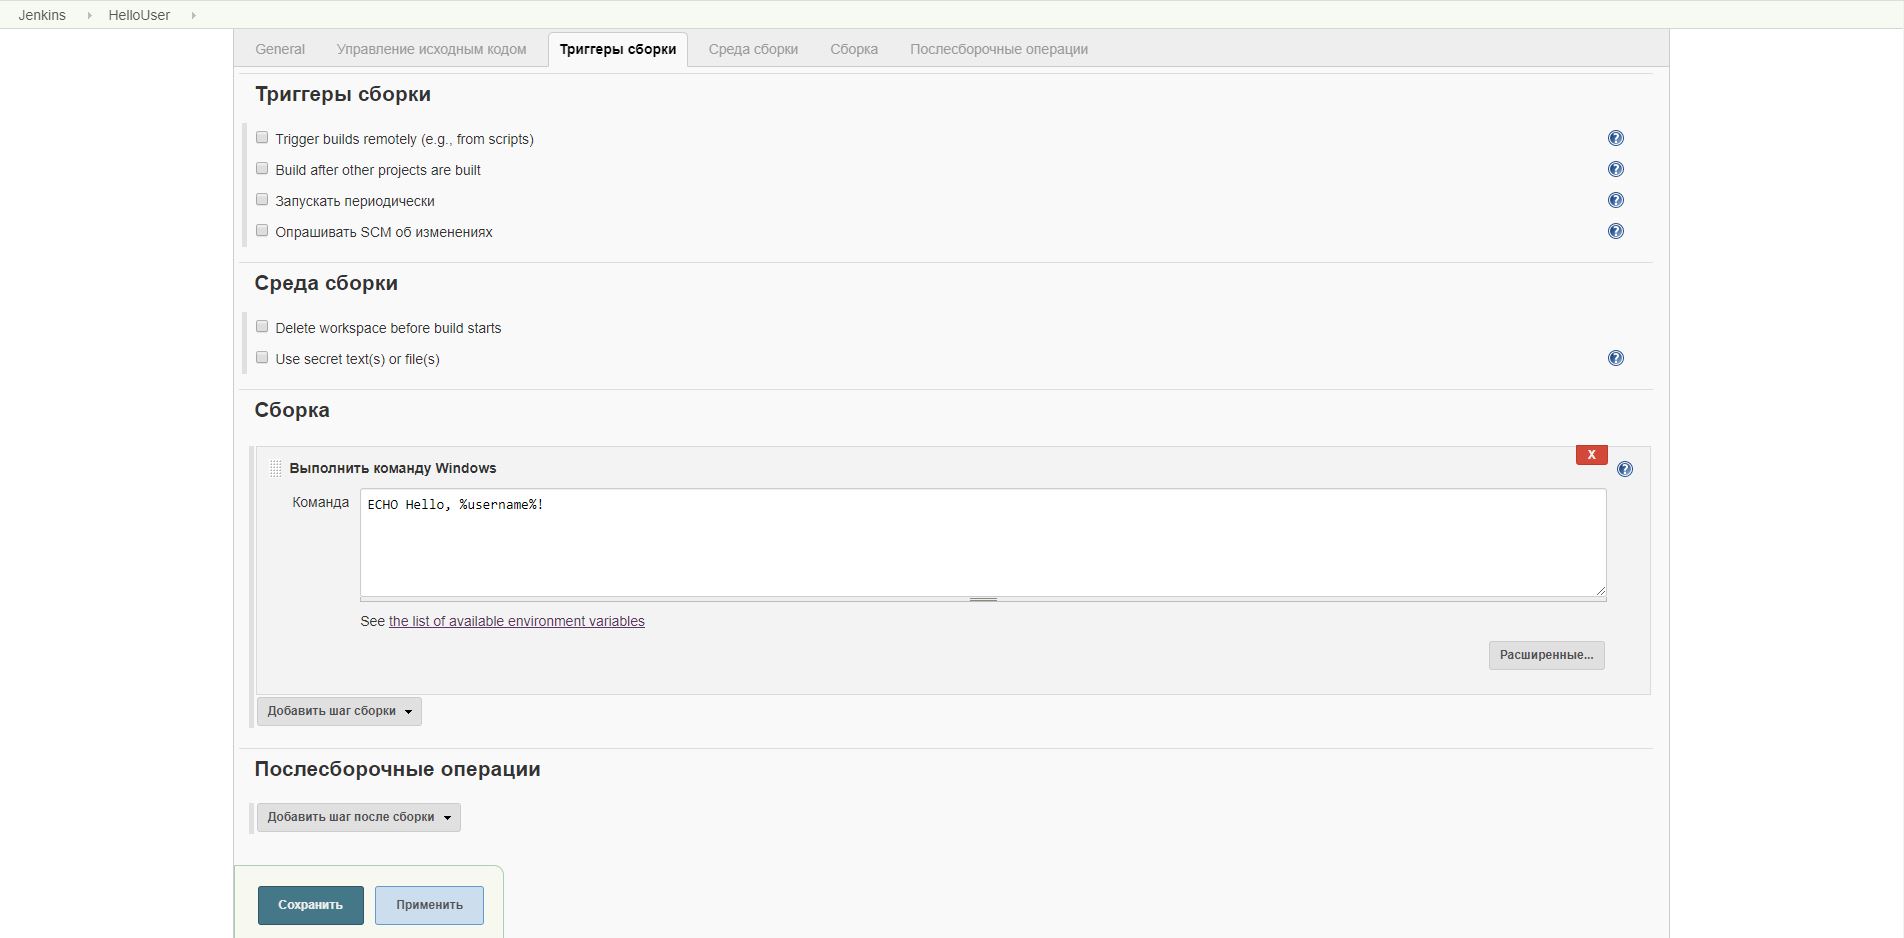 Jenkins HelloUser
General Управление исходным кодом Триггеры сборки Среда сборки Сборка Послесборочные операции
Триггеры сборки
Trigger builds remotely (e.g., from scripts)
Build after other projects are built
Запускать периодически
Опрашивать SCM об изменениях
Среда сборки
Delete workspace before build starts
Use secret text(s) or file(s)
Сборка
X
Выполнить команду Windows
Команда ECHO Hello, %username%!
See the list of available environment variables
Расширенные...
Добавить шаг сборки
Послесборочные операции
Добавить шаг после сборки
Сохранить Применить